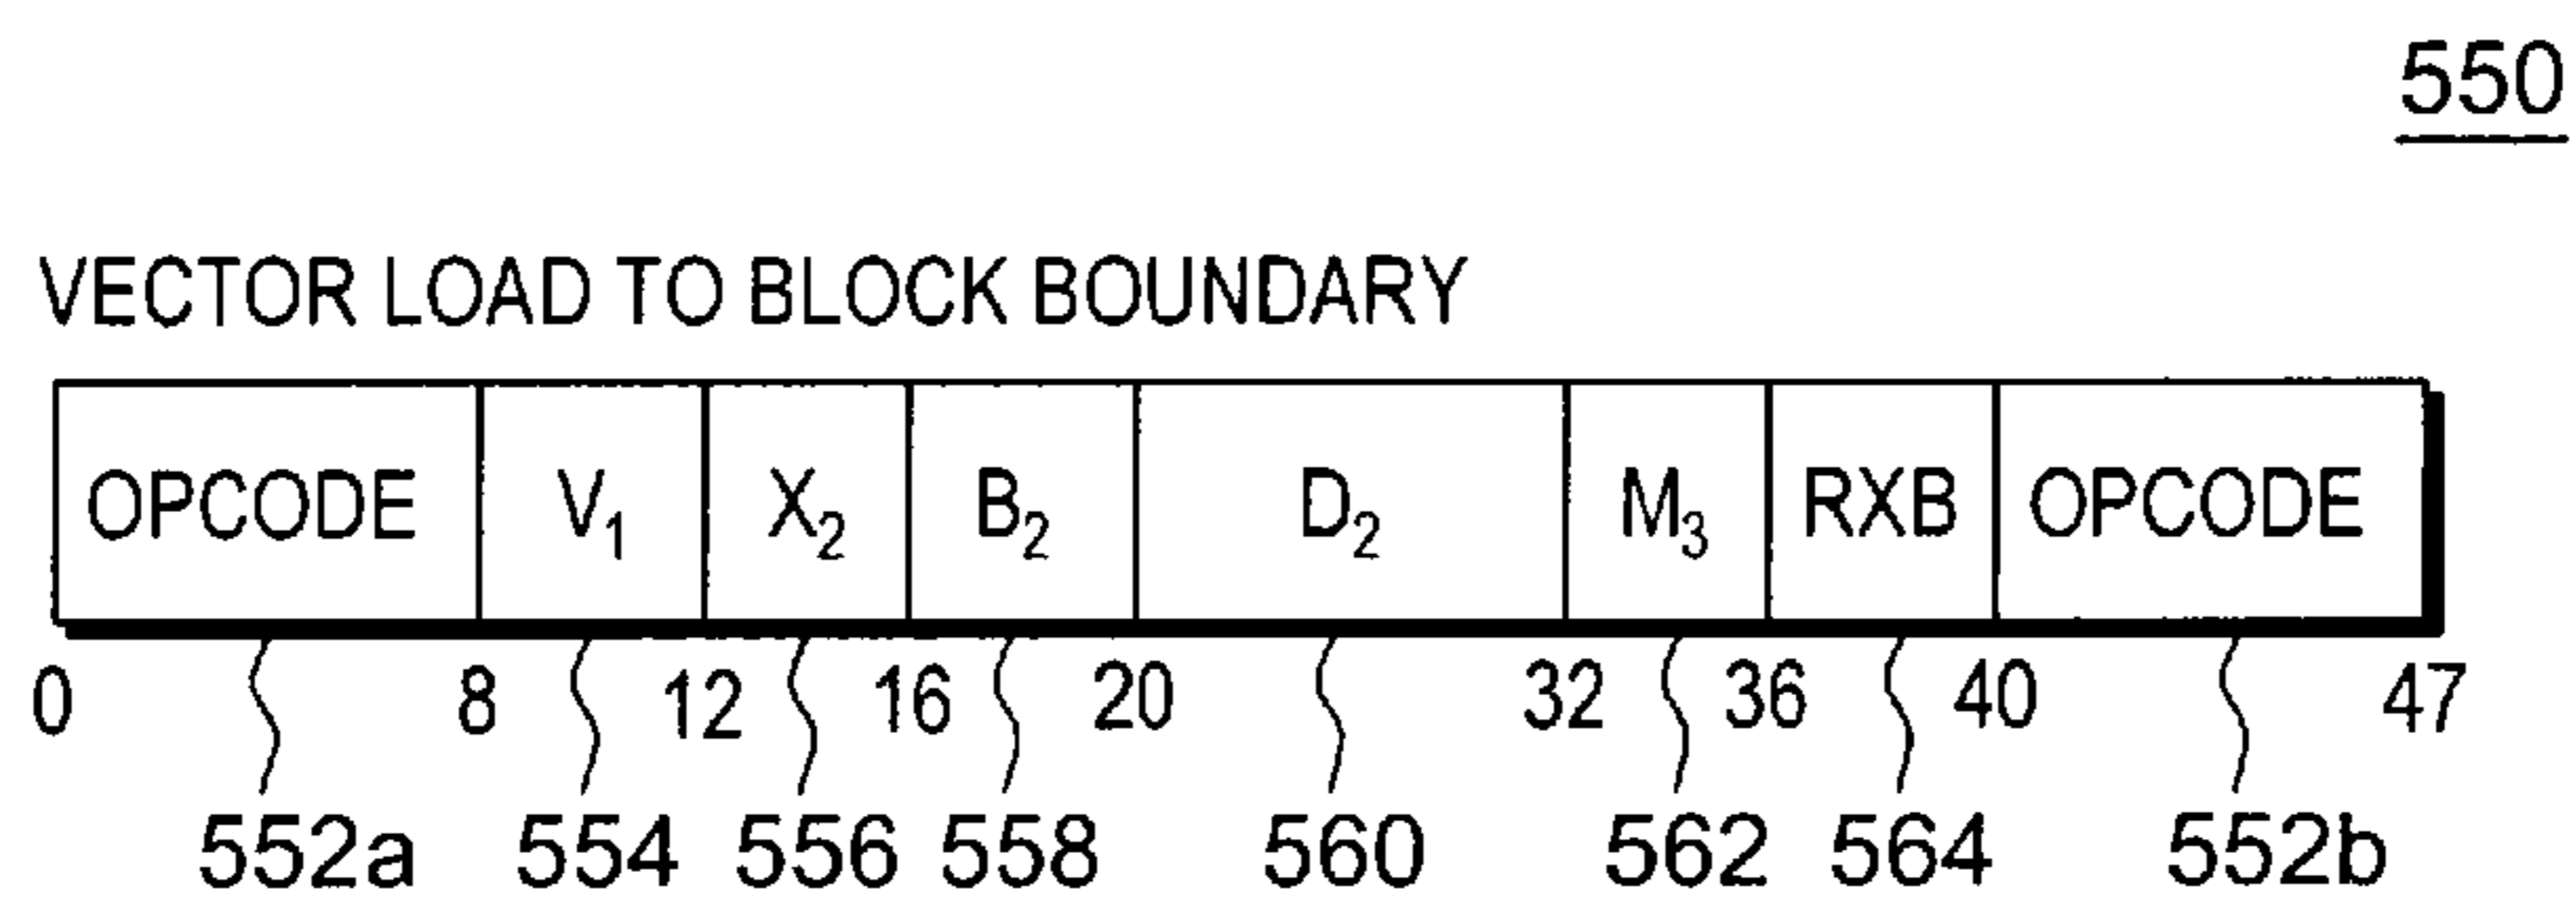 550
VECTOR LOAD TO BLOCK BOUNDARY
OPCODE V₁ X₂ B₂ D₂ M₃ RXB OPCODE
0 8 12 16 20 32 36 40 47
552a 554 556 558 560 562 564 552b